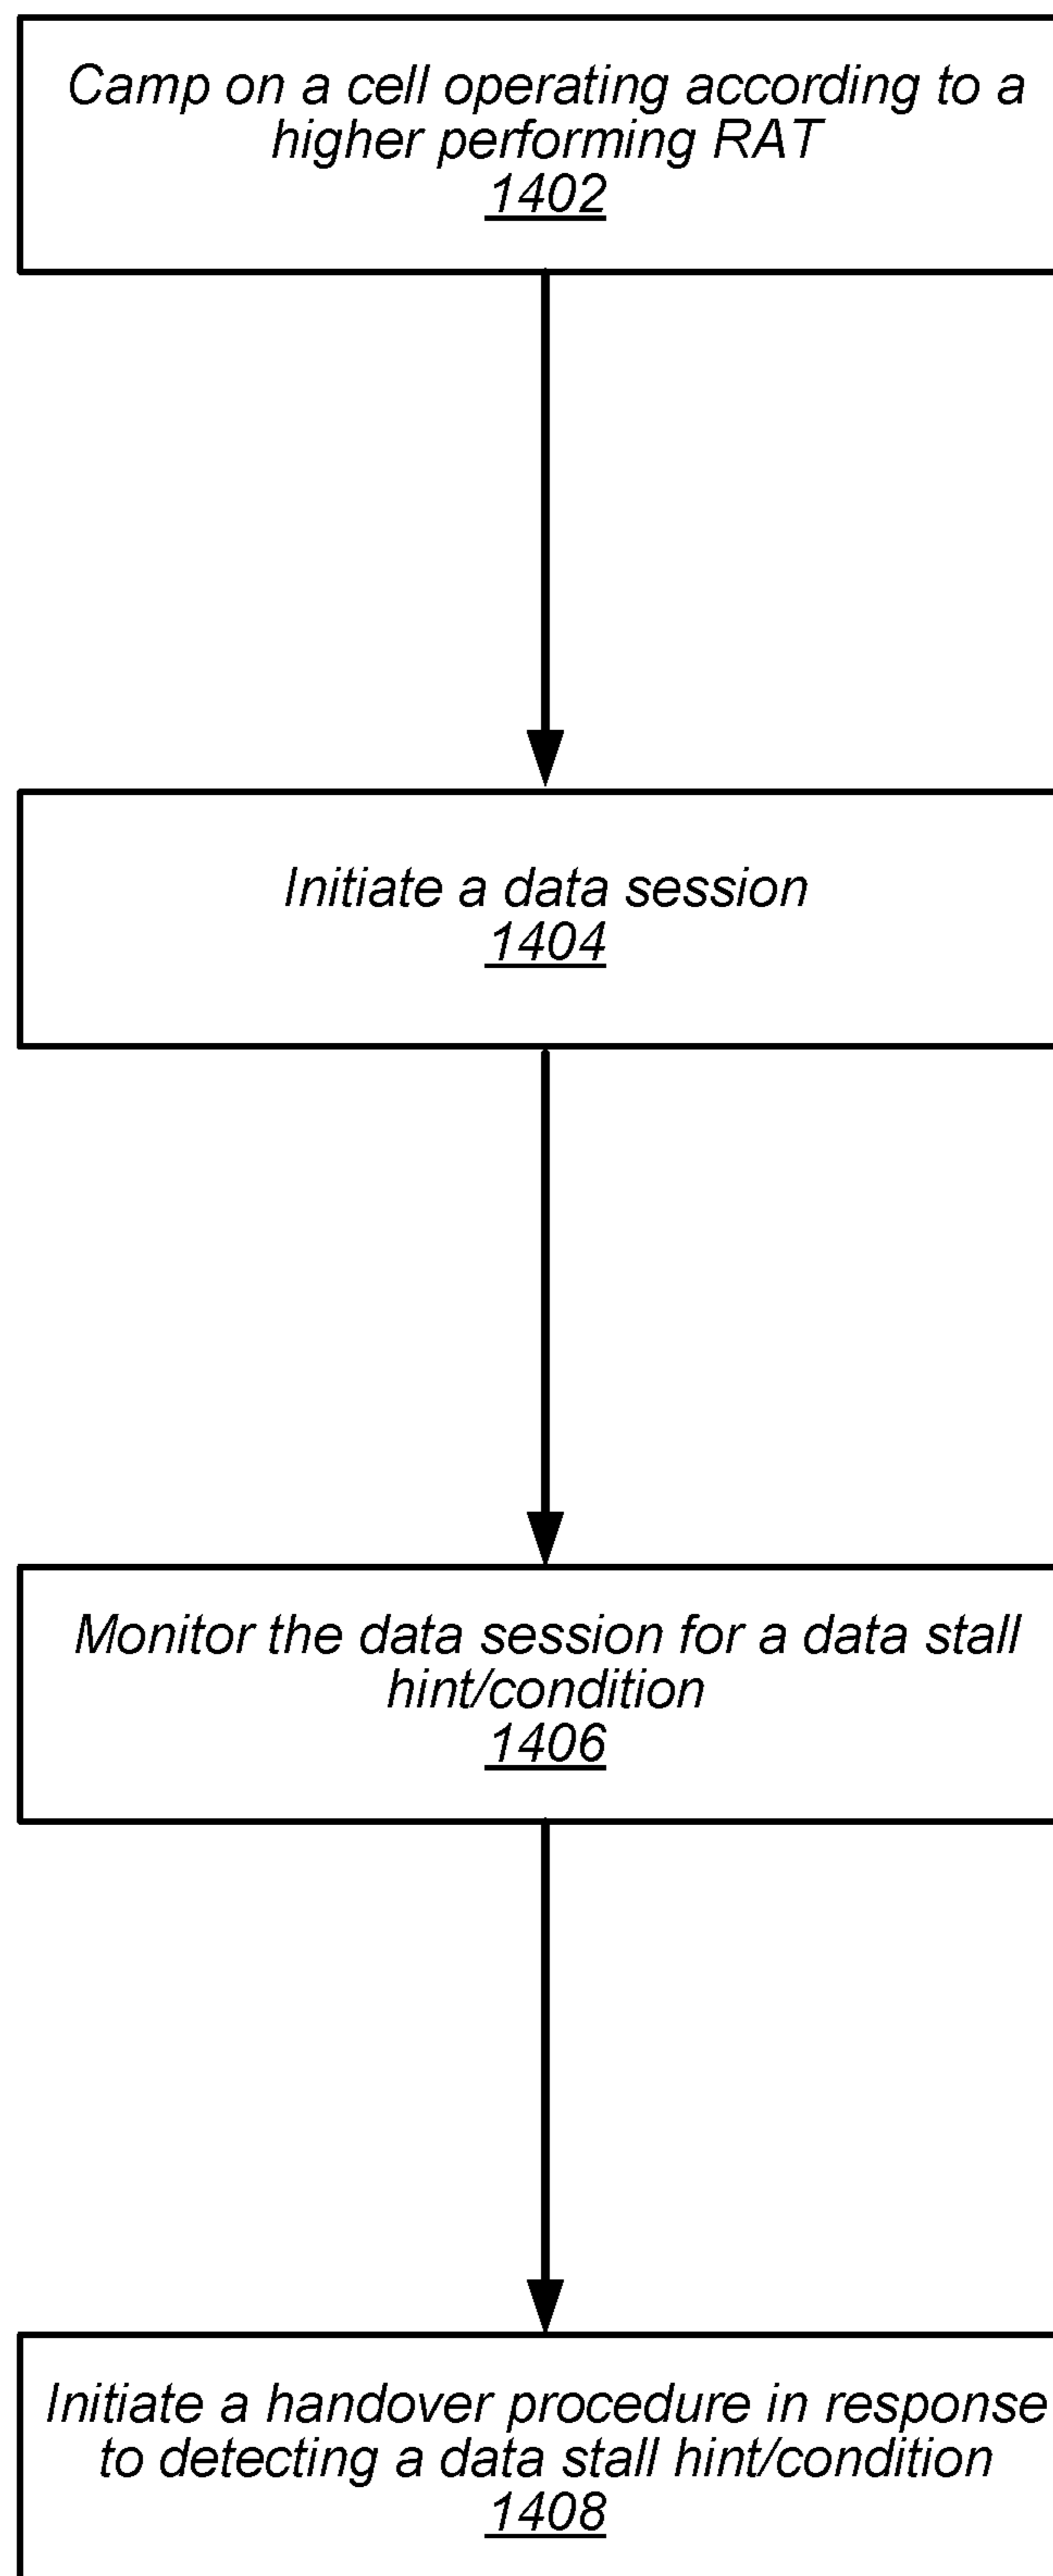 Camp on a cell operating according to a
higher performing RAT
1402
Initiate a data session
1404
Monitor the data session for a data stall
hint/condition
1406
Initiate a handover procedure in response
to detecting a data stall hint/condition
1408